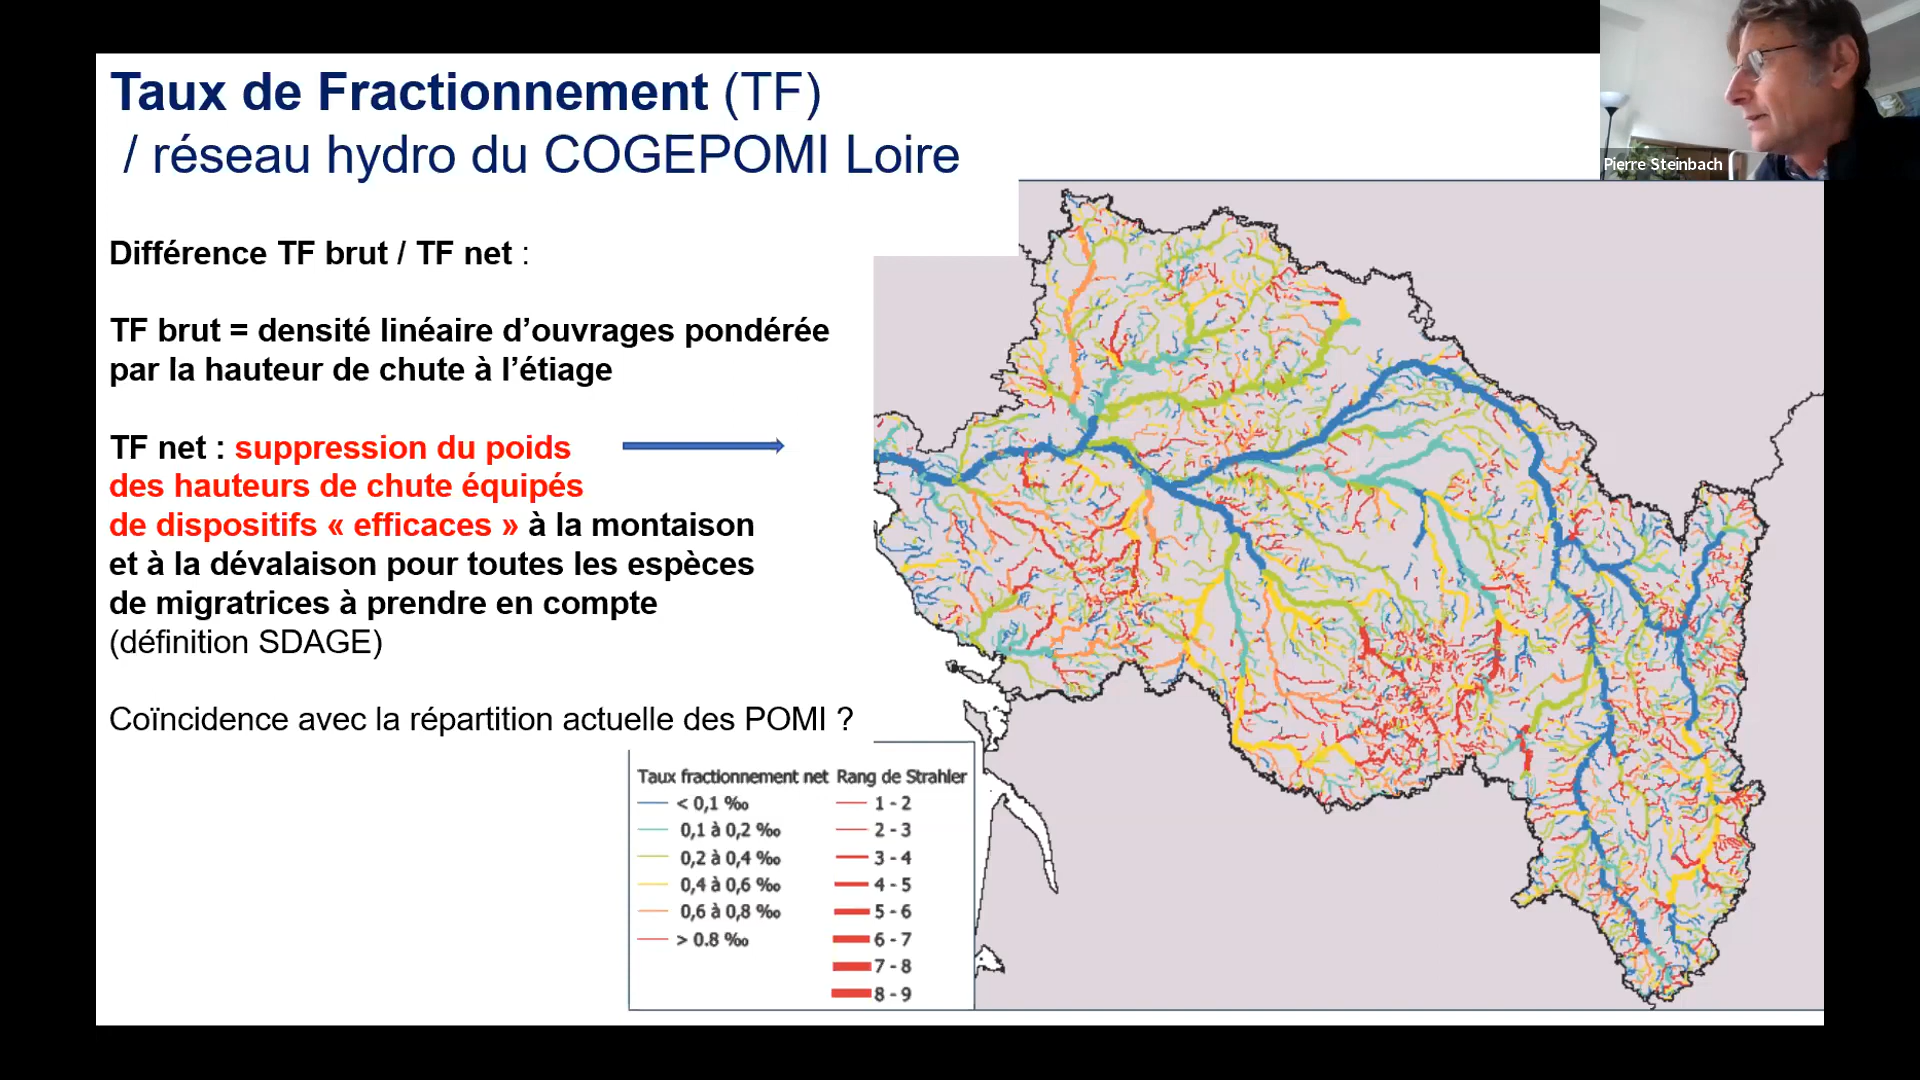 Taux de Fractionnement (TF)
/ réseau hydro du COGEPOMI Loire
Pierre Steinbach
Différence TF brut / TF net :
TF brut = densité linéaire d’ouvrages pondérée
par la hauteur de chute à l’étiage
TF net : suppression du poids
des hauteurs de chute équipés
de dispositifs « efficaces » à la montaison
et à la dévalaison pour toutes les espèces
de migratrices à prendre en compte
(définition SDAGE)
Coïncidence avec la répartition actuelle des POMI ?
Taux fractionnement net Rang de Strahler
< 0,1 ‰ 1 - 2
0,1 à 0,2 ‰ 2 - 3
0,2 à 0,4 ‰ 3 - 4
0,4 à 0,6 ‰ 4 - 5
0,6 à 0,8 ‰ 5 - 6
> 0.8 ‰ 6 - 7
7 - 8
8 - 9